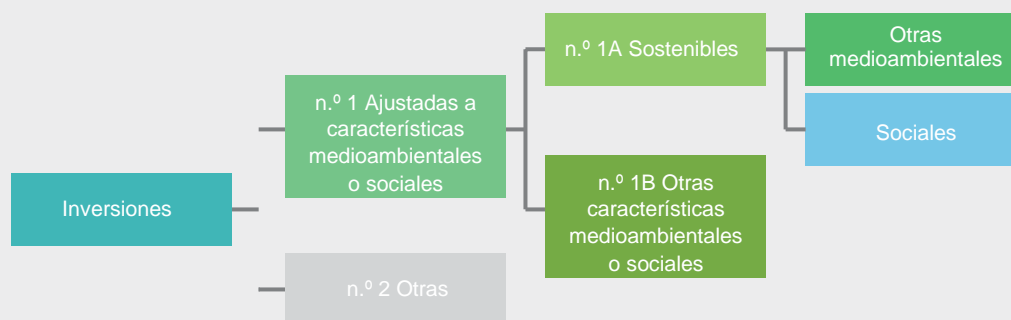 Inversiones
n.º 1 Ajustadas a
características
medioambientales
o sociales
n.º 2 Otras
n.º 1A Sostenibles
n.º 1B Otras
características
medioambientales
o sociales
Otras
medioambientales
Sociales